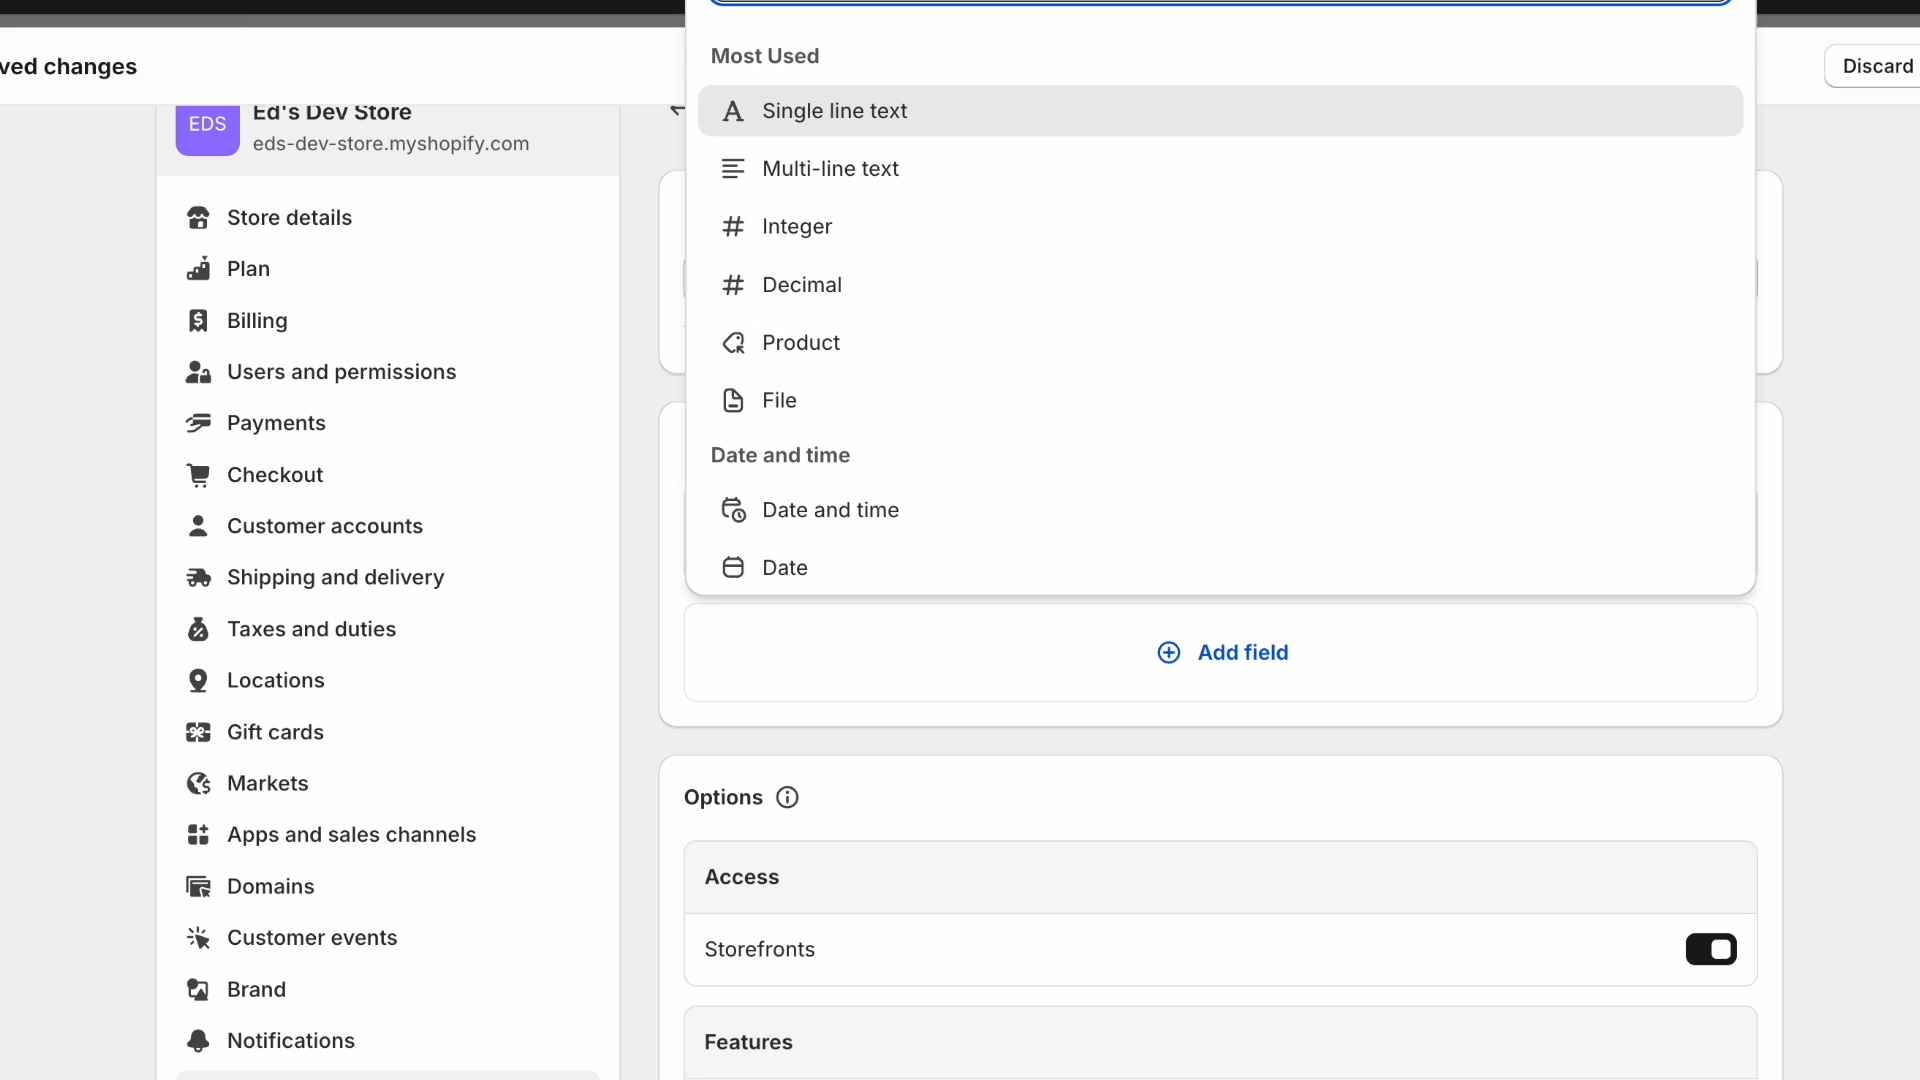 ved changes
Discard
EDS
Ed's Dev Store
eds-dev-store.myshopify.com
Store details
Plan
Billing
Users and permissions
Payments
Checkout
Customer accounts
Shipping and delivery
Taxes and duties
Locations
Gift cards
Markets
Apps and sales channels
Domains
Customer events
Brand
Notifications
Most Used
Single line text
Multi-line text
Integer
Decimal
Product
File
Date and time
Date and time
Date
Add field
Options
Access
Storefronts
Features